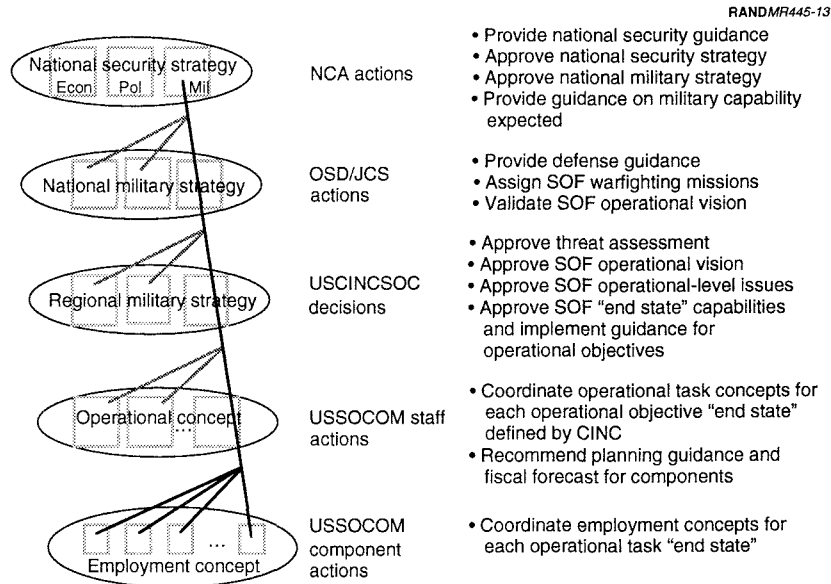 RANDMR445-13
National security strategy
Econ Pol Mil
NCA actions
• Provide national security guidance
• Approve national security strategy
• Approve national military strategy
• Provide guidance on military capability
expected
National military strategy
OSD/JCS
actions
• Provide defense guidance
• Assign SOF warfighting missions
• Validate SOF operational vision
Regional military strategy
USCINCSOC
decisions
• Approve threat assessment
• Approve SOF operational vision
• Approve SOF operational-level issues
• Approve SOF “end state” capabilities
and implement guidance for
operational objectives
Operational concept
...
USSOCOM staff
actions
• Coordinate operational task concepts for
each operational objective “end state”
defined by CINC
• Recommend planning guidance and
fiscal forecast for components
...
Employment concept
USSOCOM
component
actions
• Coordinate employment concepts for
each operational task “end state”